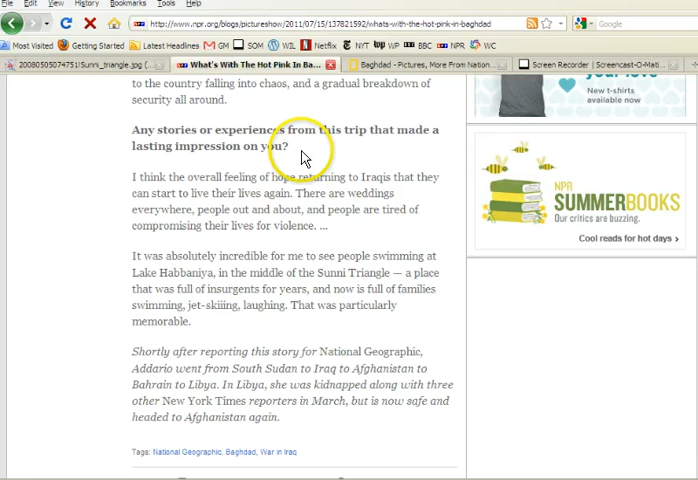 File Edit View History Bookmarks Tools Help
http://www.npr.org/blogs/pictureshow/2011/07/15/137821592/whats-with-the-hot-pink-in-baghdad
Google
Most Visited Getting Started Latest Headlines GM SOM WIL Netflix NYT WP BBC NPR WC
20080505074751!Sunni_triangle.jpg (... What's With The Hot Pink In Ba... Baghdad - Pictures, More From Nation... Screen Recorder | Screencast-O-Mati...
to the country falling into chaos, and a gradual breakdown of
security all around.
Any stories or experiences from this trip that made a
lasting impression on you?
I think the overall feeling of hope returning to Iraqis that they
can start to live their lives again. There are weddings
everywhere, people out and about, and people are tired of
compromising their lives for violence. ...
It was absolutely incredible for me to see people swimming at
Lake Habbaniya, in the middle of the Sunni Triangle — a place
that was full of insurgents for years, and now is full of families
swimming, jet-skiiing, laughing. That was particularly
memorable.
Shortly after reporting this story for National Geographic,
Addario went from South Sudan to Iraq to Afghanistan to
Bahrain to Libya. In Libya, she was kidnapped along with three
other New York Times reporters in March, but is now safe and
headed to Afghanistan again.
Tags: National Geographic, Baghdad, War in Iraq
your love
New t-shirts
available now
NPR
SUMMERBOOKS
Our critics are buzzing.
Cool reads for hot days ›